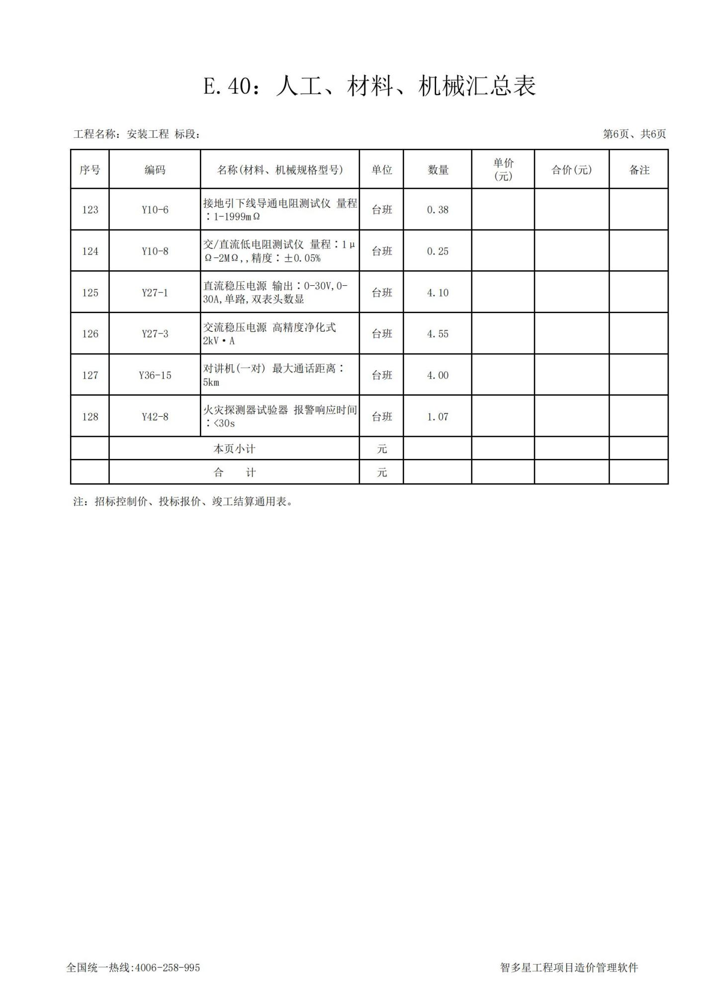 E.40：人工、材料、机械汇总表
工程名称：安装工程 标段： 第6页、共6页
序号 编码 名称(材料、机械规格型号) 单位 数量 单价 (元) 合价(元) 备注
123 Y10-6 接地引下线导通电阻测试仪 量程
：1-1999mΩ 台班 0.38
124 Y10-8 交/直流低电阻测试仪 量程：1μ
Ω-2MΩ,,精度：±0.05% 台班 0.25
125 Y27-1 直流稳压电源 输出：0-30V,0-
30A,单路,双表头数显 台班 4.10
126 Y27-3 交流稳压电源 高精度净化式
2kV·A 台班 4.55
127 Y36-15 对讲机(一对) 最大通话距离：
5km 台班 4.00
128 Y42-8 火灾探测器试验器 报警响应时间
：<30s 台班 1.07
本页小计 元
合 计 元
注：招标控制价、投标报价、竣工结算通用表。
全国统一热线:4006-258-995 智多星工程项目造价管理软件